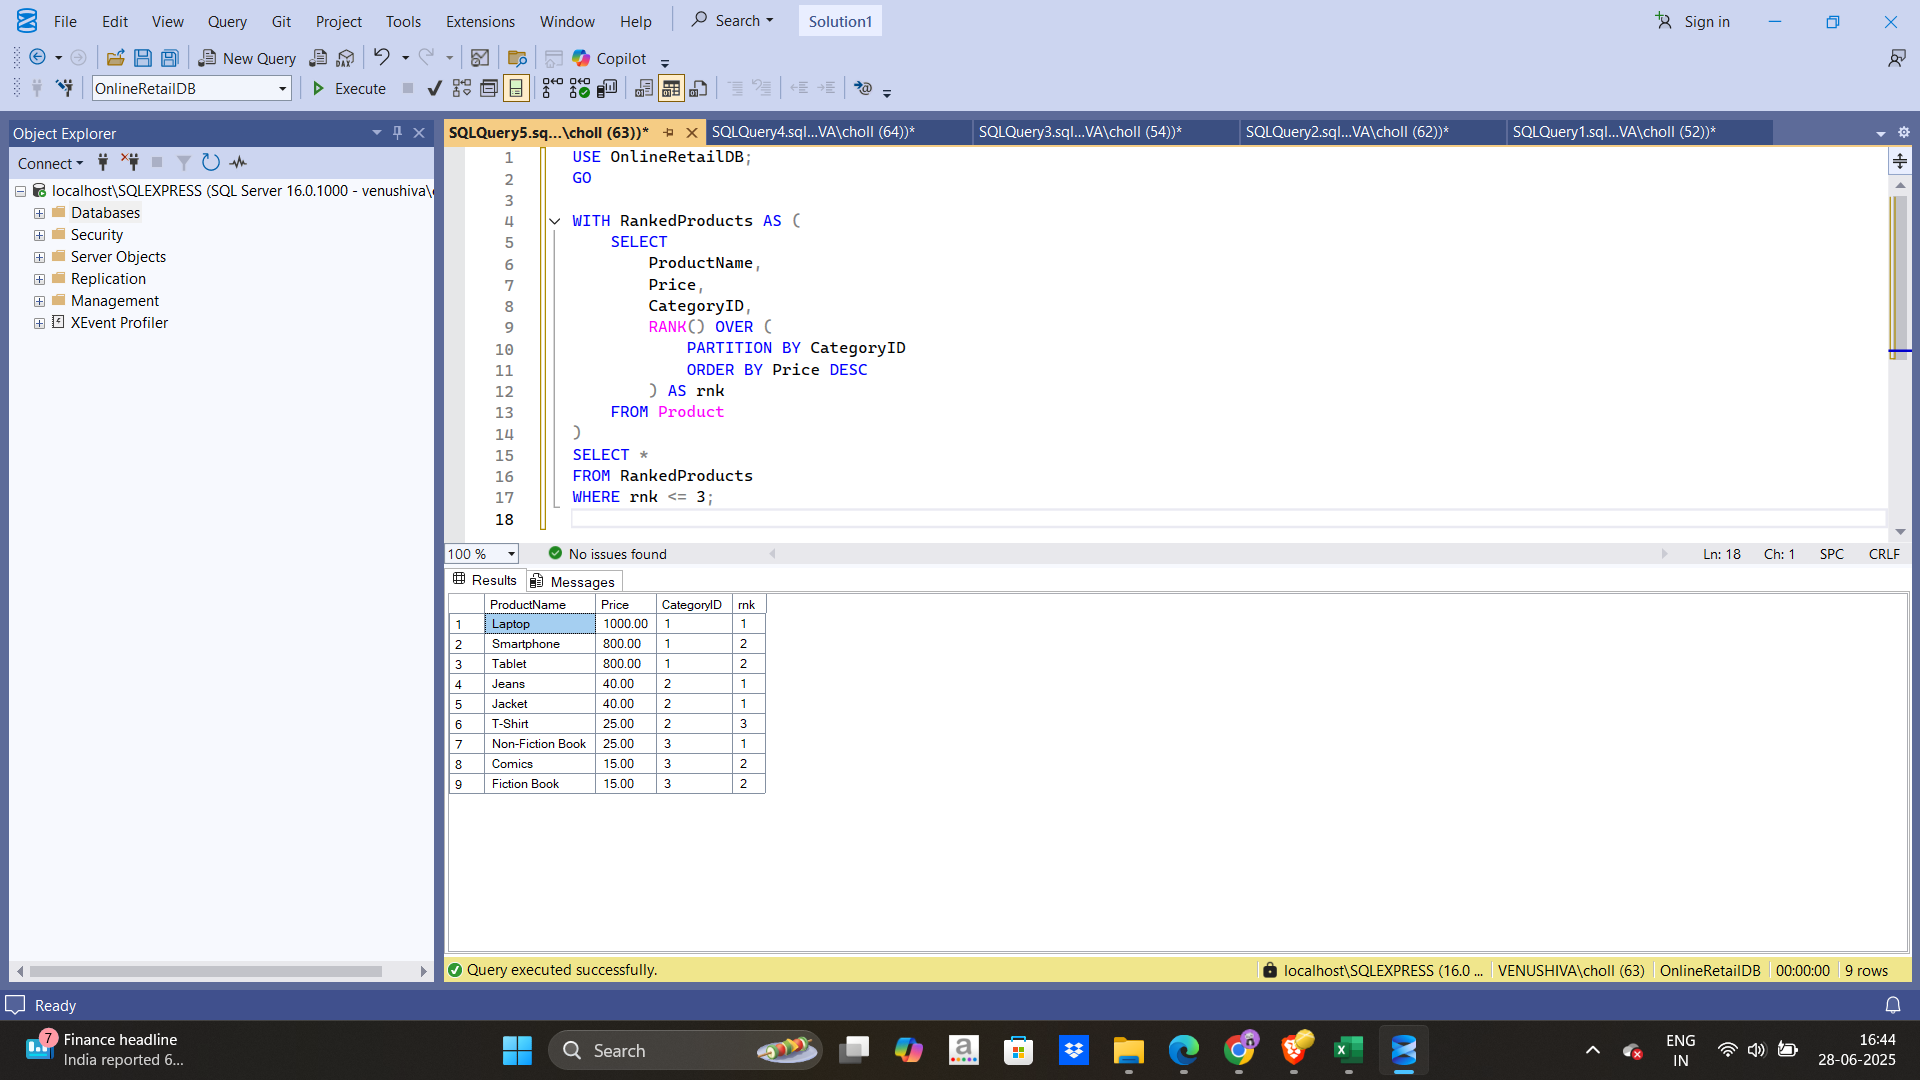 File Edit View Query Git Project Tools Extensions Window Help Search Solution1 Sign in
New Query DAX Copilot
OnlineRetailDB Execute
Object Explorer
Connect
localhost\SQLEXPRESS (SQL Server 16.0.1000 - venushiva\
Databases
Security
Server Objects
Replication
Management
XEvent Profiler
SQLQuery5.sq...\choll (63))* SQLQuery4.sql...VA\choll (64))* SQLQuery3.sql...VA\choll (54))* SQLQuery2.sql...VA\choll (62))* SQLQuery1.sql...VA\choll (52))*
1 USE OnlineRetailDB;
2 GO
3
4 WITH RankedProducts AS (
5 SELECT
6 ProductName,
7 Price,
8 CategoryID,
9 RANK() OVER (
10 PARTITION BY CategoryID
11 ORDER BY Price DESC
12 ) AS rnk
13 FROM Product
14 )
15 SELECT *
16 FROM RankedProducts
17 WHERE rnk <= 3;
18
100 % No issues found Ln: 18 Ch: 1 SPC CRLF
Results Messages
ProductName Price CategoryID rnk
1 Laptop 1000.00 1 1
2 Smartphone 800.00 1 2
3 Tablet 800.00 1 2
4 Jeans 40.00 2 1
5 Jacket 40.00 2 1
6 T-Shirt 25.00 2 3
7 Non-Fiction Book 25.00 3 1
8 Comics 15.00 3 2
9 Fiction Book 15.00 3 2
Query executed successfully. localhost\SQLEXPRESS (16.0 ... VENUSHIVA\choll (63) OnlineRetailDB 00:00:00 9 rows
Ready
7 Finance headline
India reported 6...
Search
a
n
ENG
IN
16:44
28-06-2025